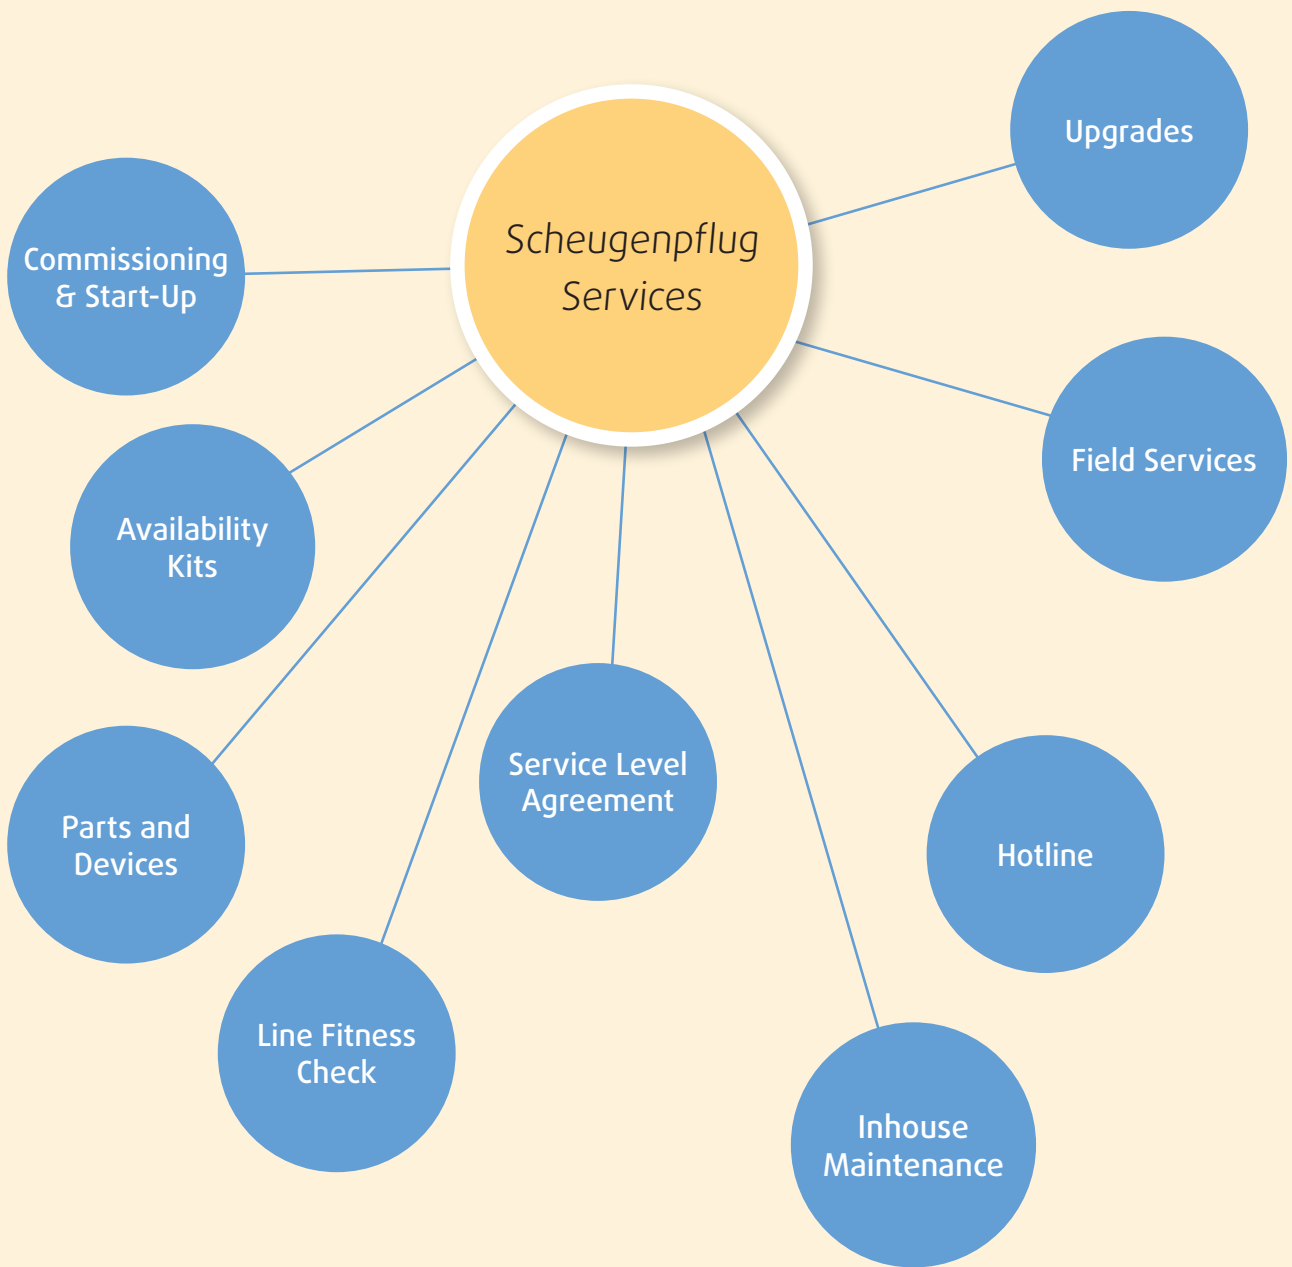 Scheugenpflug
Services
Upgrades
Commissioning
& Start-Up
Field Services
Availability
Kits
Service Level
Agreement
Parts and
Devices
Hotline
Line Fitness
Check
Inhouse
Maintenance